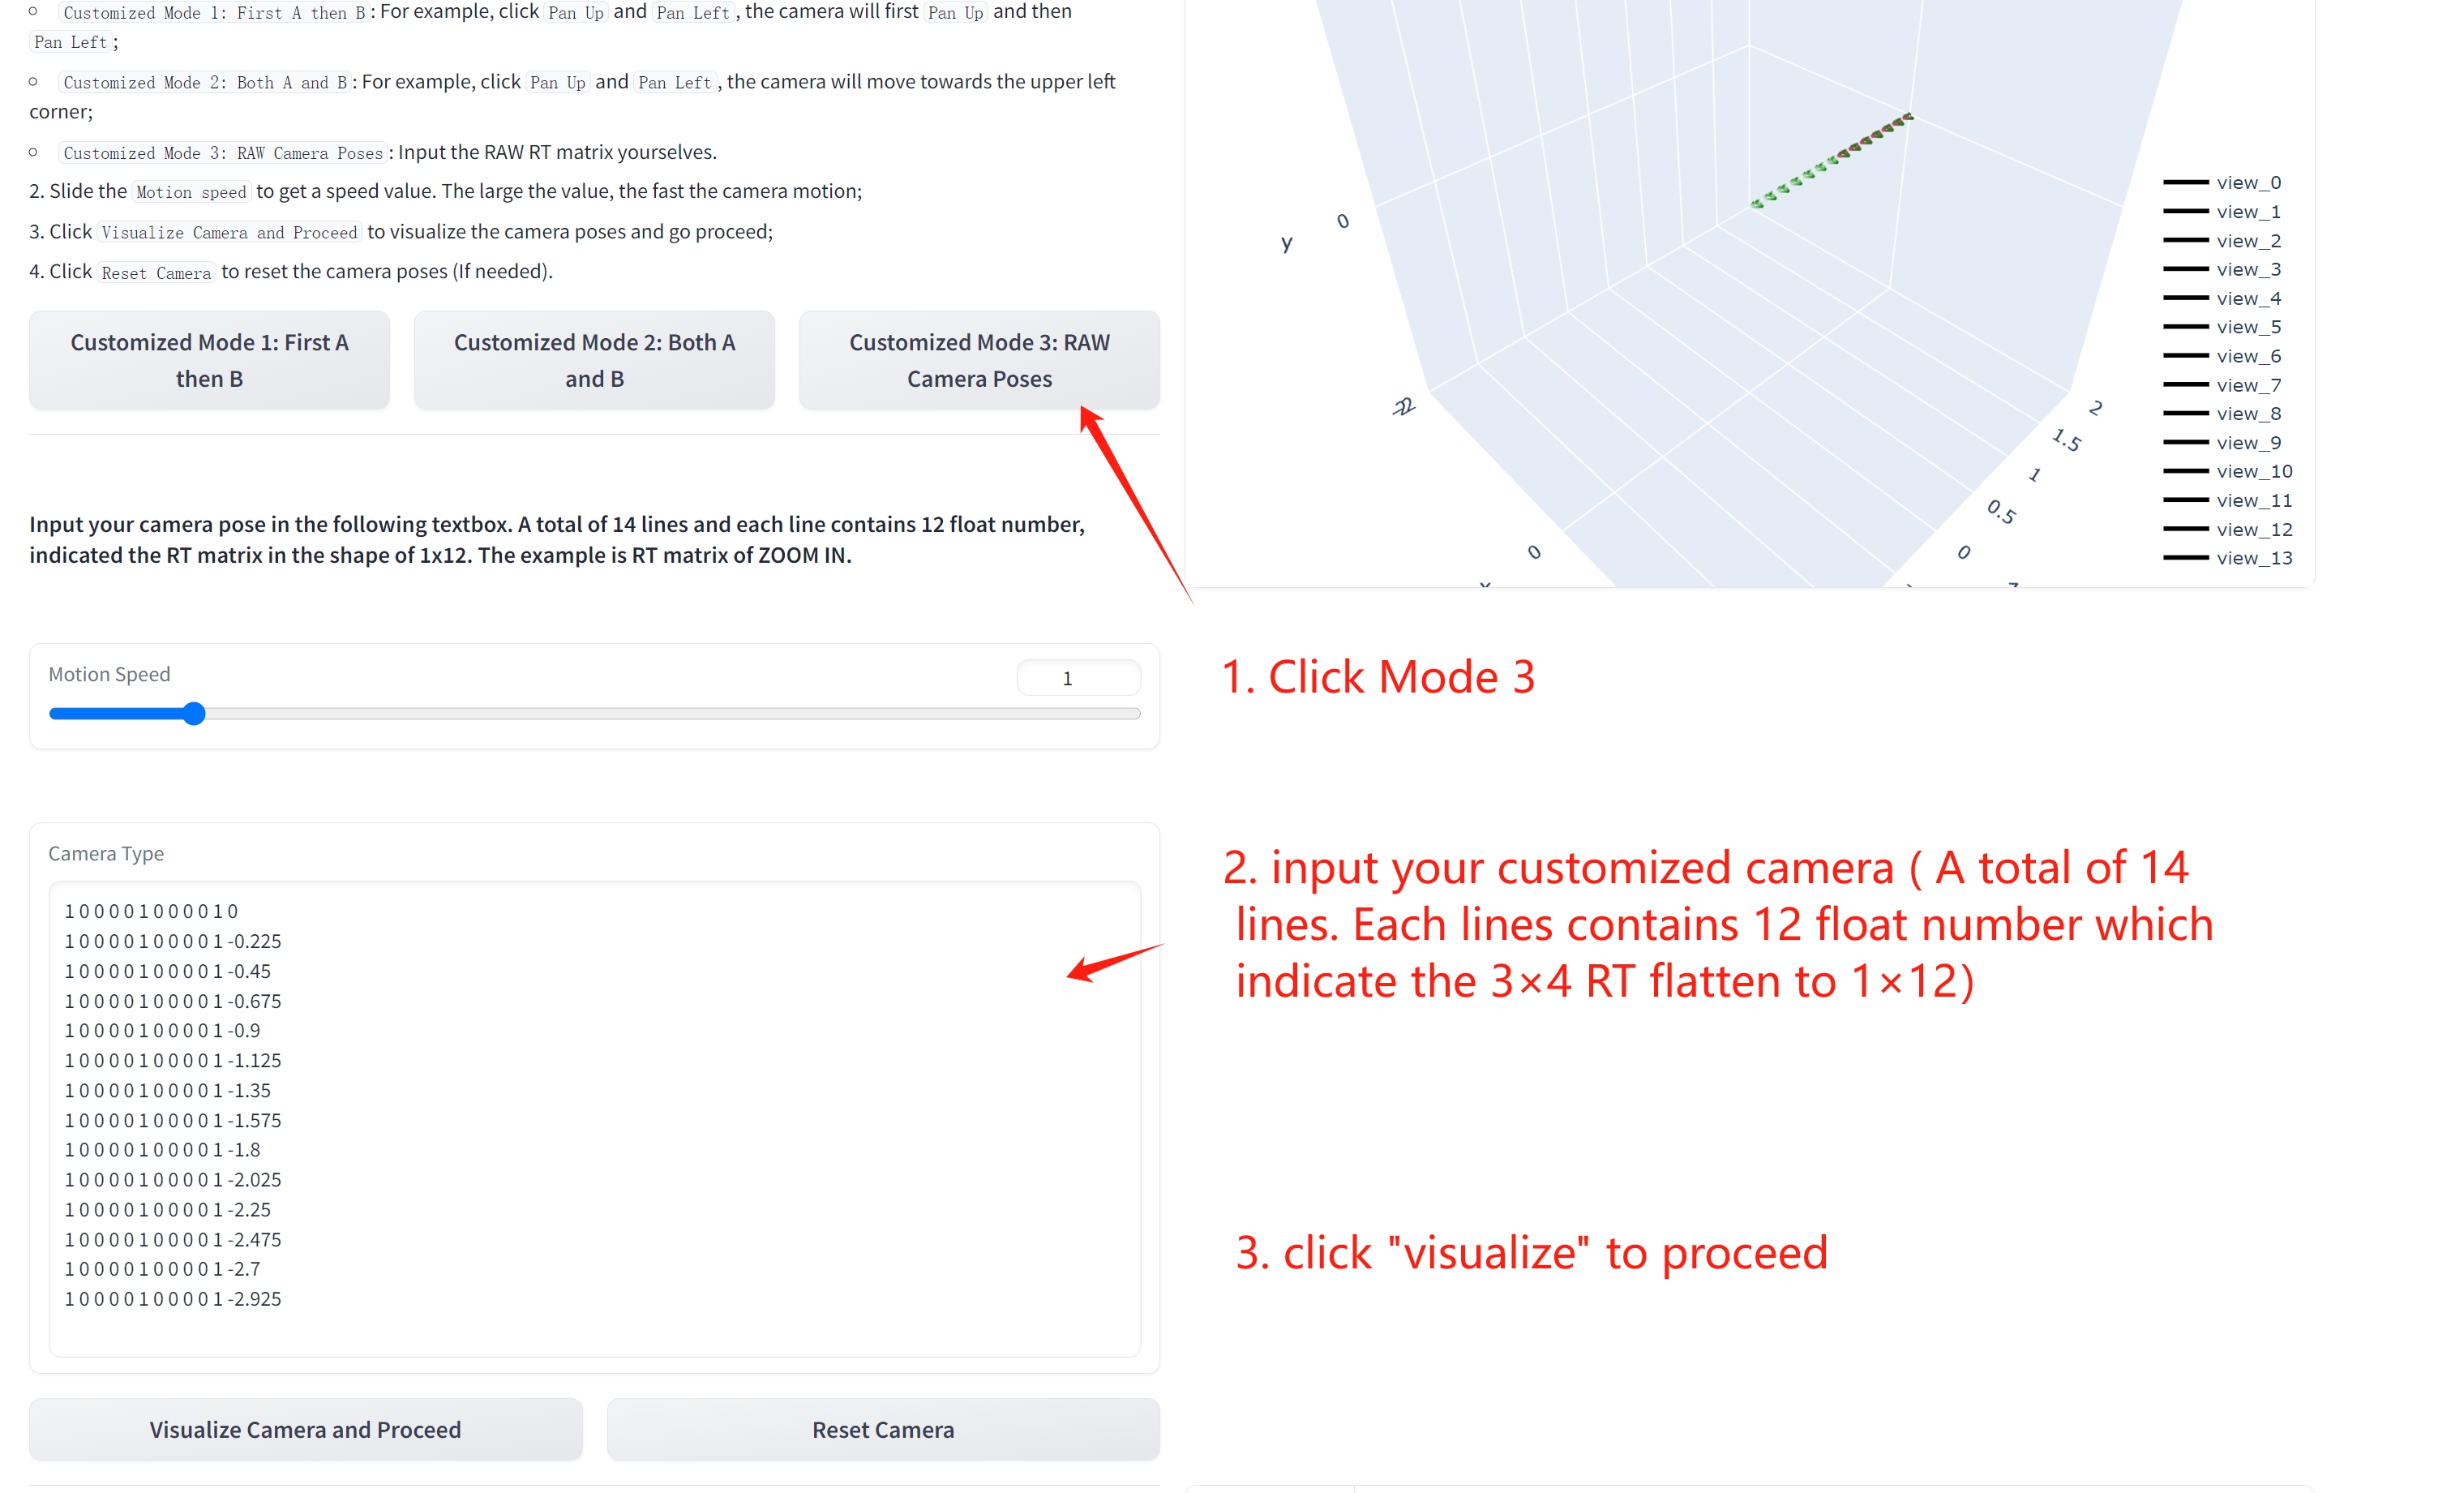 Customized Mode 1: First A then B: For example, click Pan Up and Pan Left, the camera will first Pan Up and then
Pan Left;
Customized Mode 2: Both A and B: For example, click Pan Up and Pan Left, the camera will move towards the upper left
corner;
Customized Mode 3: RAW Camera Poses: Input the RAW RT matrix yourselves.
2. Slide the Motion speed to get a speed value. The large the value, the fast the camera motion;
3. Click Visualize Camera and Proceed to visualize the camera poses and go proceed;
4. Click Reset Camera to reset the camera poses (If needed).
Customized Mode 1: First A
then B
Customized Mode 2: Both A
and B
Customized Mode 3: RAW
Camera Poses
Input your camera pose in the following textbox. A total of 14 lines and each line contains 12 float number,
indicated the RT matrix in the shape of 1x12. The example is RT matrix of ZOOM IN.
Motion Speed
1
Camera Type
1 0 0 0 0 1 0 0 0 0 1 0
1 0 0 0 0 1 0 0 0 0 1 -0.225
1 0 0 0 0 1 0 0 0 0 1 -0.45
1 0 0 0 0 1 0 0 0 0 1 -0.675
1 0 0 0 0 1 0 0 0 0 1 -0.9
1 0 0 0 0 1 0 0 0 0 1 -1.125
1 0 0 0 0 1 0 0 0 0 1 -1.35
1 0 0 0 0 1 0 0 0 0 1 -1.575
1 0 0 0 0 1 0 0 0 0 1 -1.8
1 0 0 0 0 1 0 0 0 0 1 -2.025
1 0 0 0 0 1 0 0 0 0 1 -2.25
1 0 0 0 0 1 0 0 0 0 1 -2.475
1 0 0 0 0 1 0 0 0 0 1 -2.7
1 0 0 0 0 1 0 0 0 0 1 -2.925
Visualize Camera and Proceed
Reset Camera
y
0
0
2
1.5
1
0.5
0
view_0
view_1
view_2
view_3
view_4
view_5
view_6
view_7
view_8
view_9
view_10
view_11
view_12
view_13
1. Click Mode 3
2. input your customized camera ( A total of 14
lines. Each lines contains 12 float number which
indicate the 3×4 RT flatten to 1×12)
3. click "visualize" to proceed